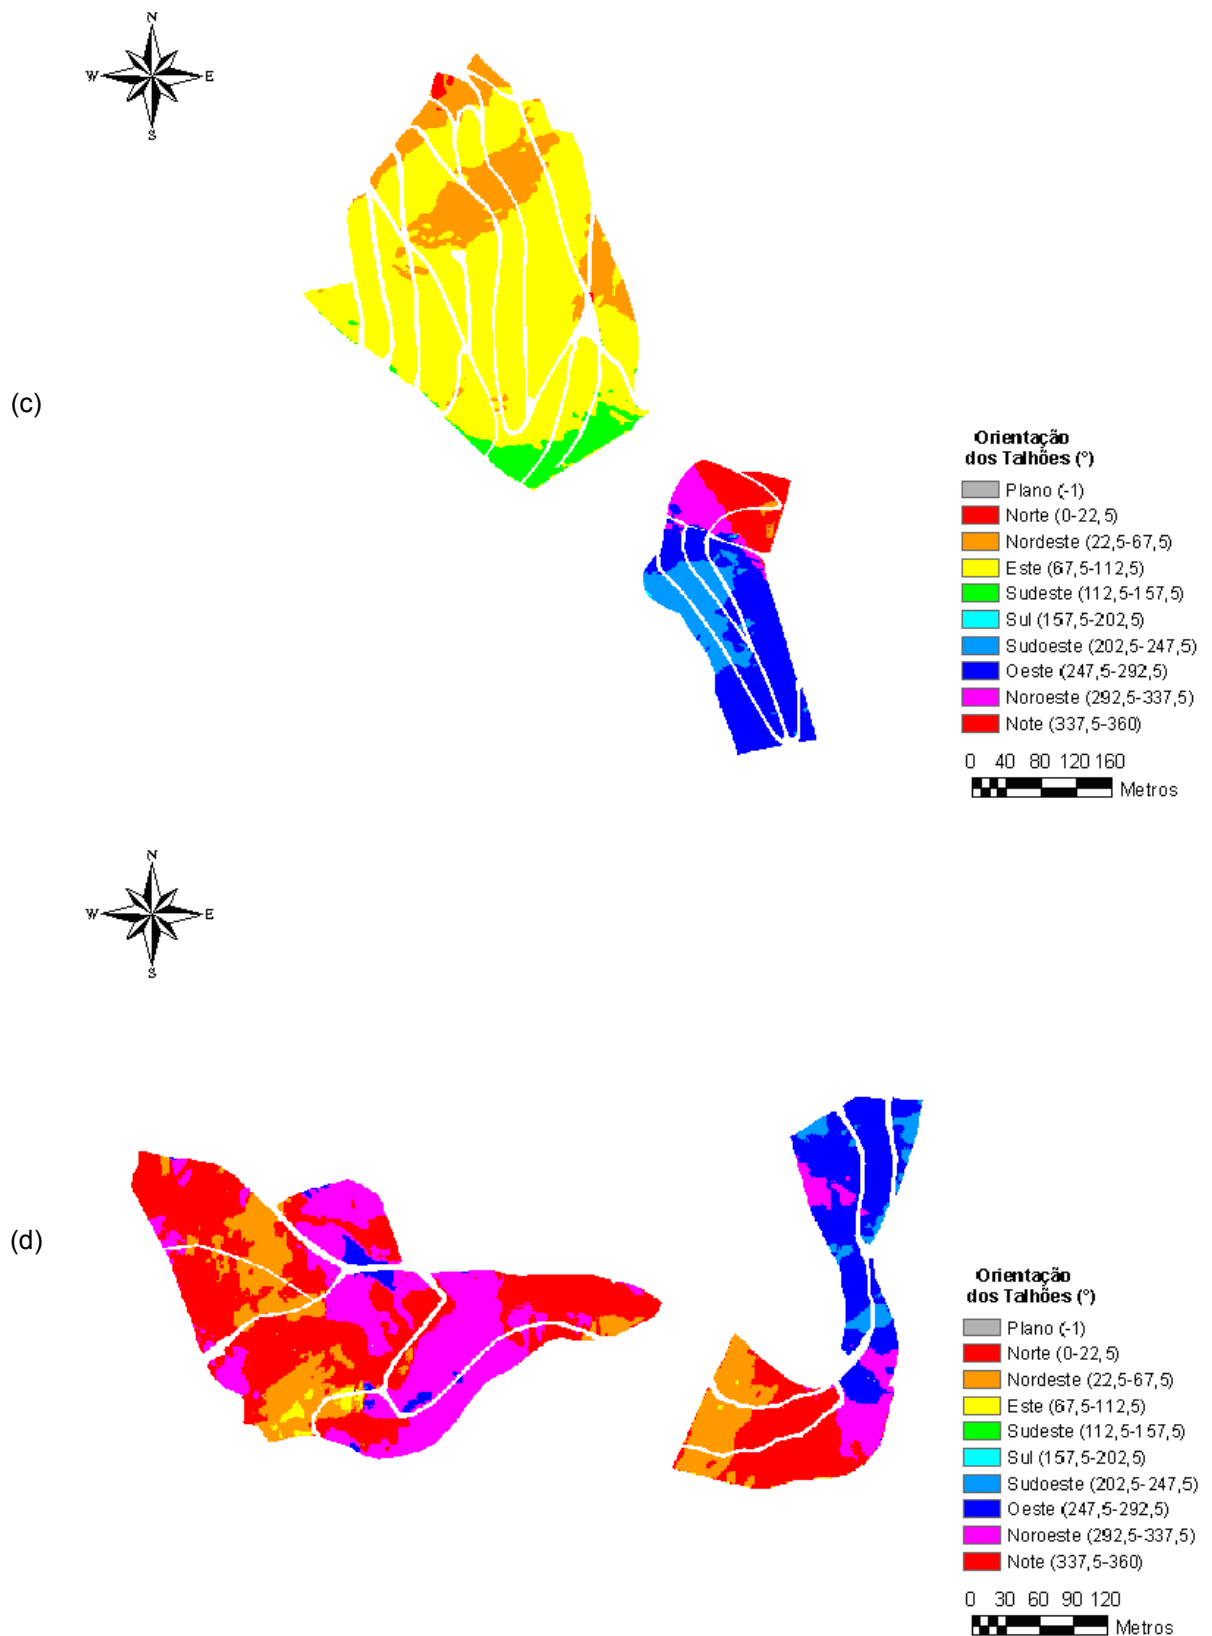 N
W E
S
(c)
Orientação
dos Talhões (°)
Plano (-1)
Norte (0-22,5)
Nordeste (22,5-67,5)
Este (67,5-112,5)
Sudeste (112,5-157,5)
Sul (157,5-202,5)
Sudoeste (202,5-247,5)
Oeste (247,5-292,5)
Noroeste (292,5-337,5)
Note (337,5-360)
0 40 80 120 160
Metros
N
W E
S
(d)
Orientação
dos Talhões (°)
Plano (-1)
Norte (0-22,5)
Nordeste (22,5-67,5)
Este (67,5-112,5)
Sudeste (112,5-157,5)
Sul (157,5-202,5)
Sudoeste (202,5-247,5)
Oeste (247,5-292,5)
Noroeste (292,5-337,5)
Note (337,5-360)
0 30 60 90 120
Metros